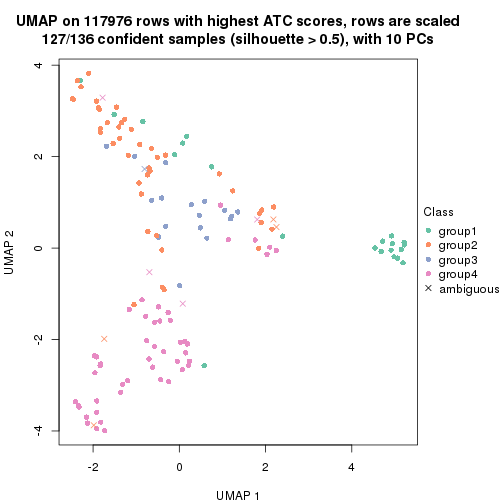 UMAP on 117976 rows with highest ATC scores, rows are scaled
127/136 confident samples (silhouette > 0.5), with 10 PCs
4
2
0
-2
-4
UMAP 2
-2
0
2
4
UMAP 1
Class
group1
group2
group3
group4
ambiguous